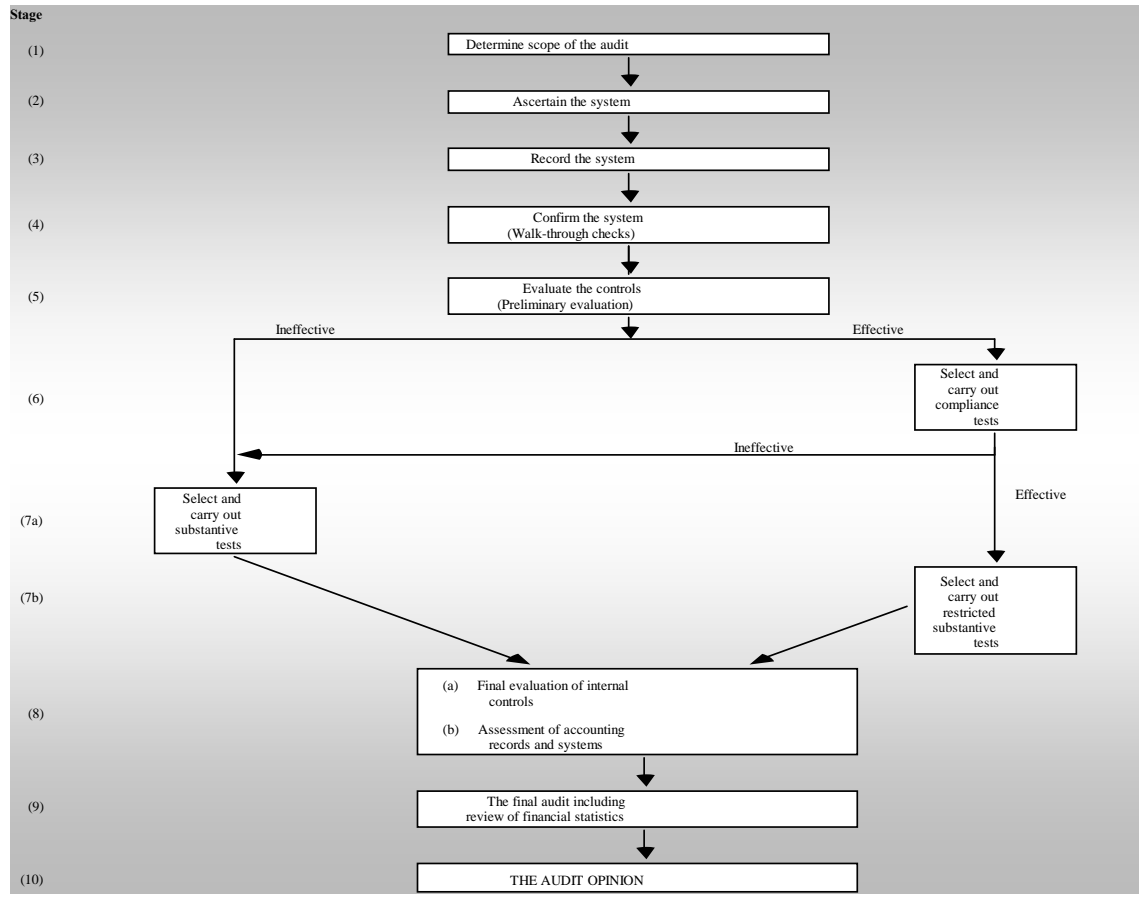 Stage
(1)
Determine scope of the audit
(2)
Ascertain the system
(3)
Record the system
(4)
Confirm the system
(Walk-through checks)
(5)
Evaluate the controls
(Preliminary evaluation)
Ineffective
Effective
(6)
Select and
carry out
compliance
tests
Ineffective
Effective
(7a)
Select and
carry out
substantive
tests
(7b)
Select and
carry out
restricted
substantive
tests
(8)
(a) Final evaluation of internal
controls
(b) Assessment of accounting
records and systems
(9)
The final audit including
review of financial statistics
(10)
THE AUDIT OPINION